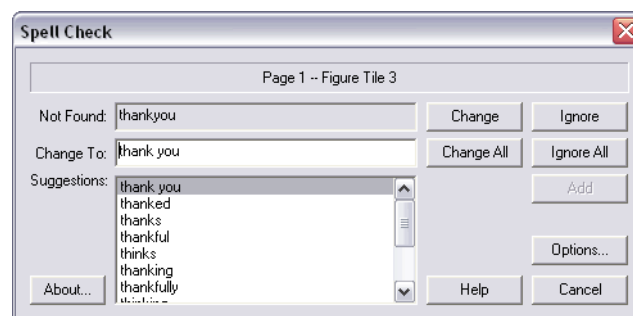 Spell Check
Page 1 -- Figure Tile 3
Not Found: thankyou Change Ignore
Change To: thank you Change All Ignore All
Suggestions: thank you Add
thanked
thanks
thankful
thinks Options...
thanking
About... thankfully Help Cancel
thinking